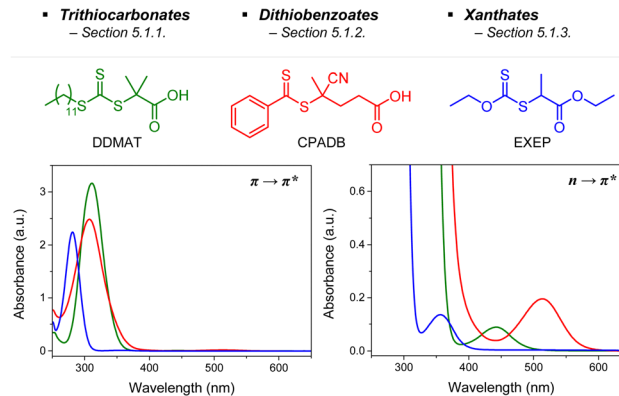 ▪ Trithiocarbonates
– Section 5.1.1.
▪ Dithiobenzoates
– Section 5.1.2.
▪ Xanthates
– Section 5.1.3.
11
S
S
S
O
OH
DDMAT
S
S
CN
O
OH
CPADB
S
O
S
O
O
EXEP
π → π*
Absorbance (a.u.)
3
2
1
0
300
400
500
600
Wavelength (nm)
n → π*
Absorbance (a.u.)
0.6
0.4
0.2
0.0
300
400
500
600
Wavelength (nm)